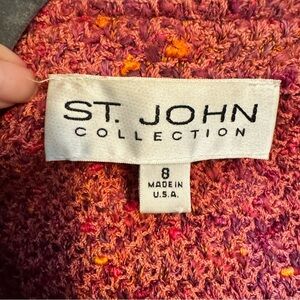 ST. JOHN
COLLECTION
8
MADE IN
U.S.A.